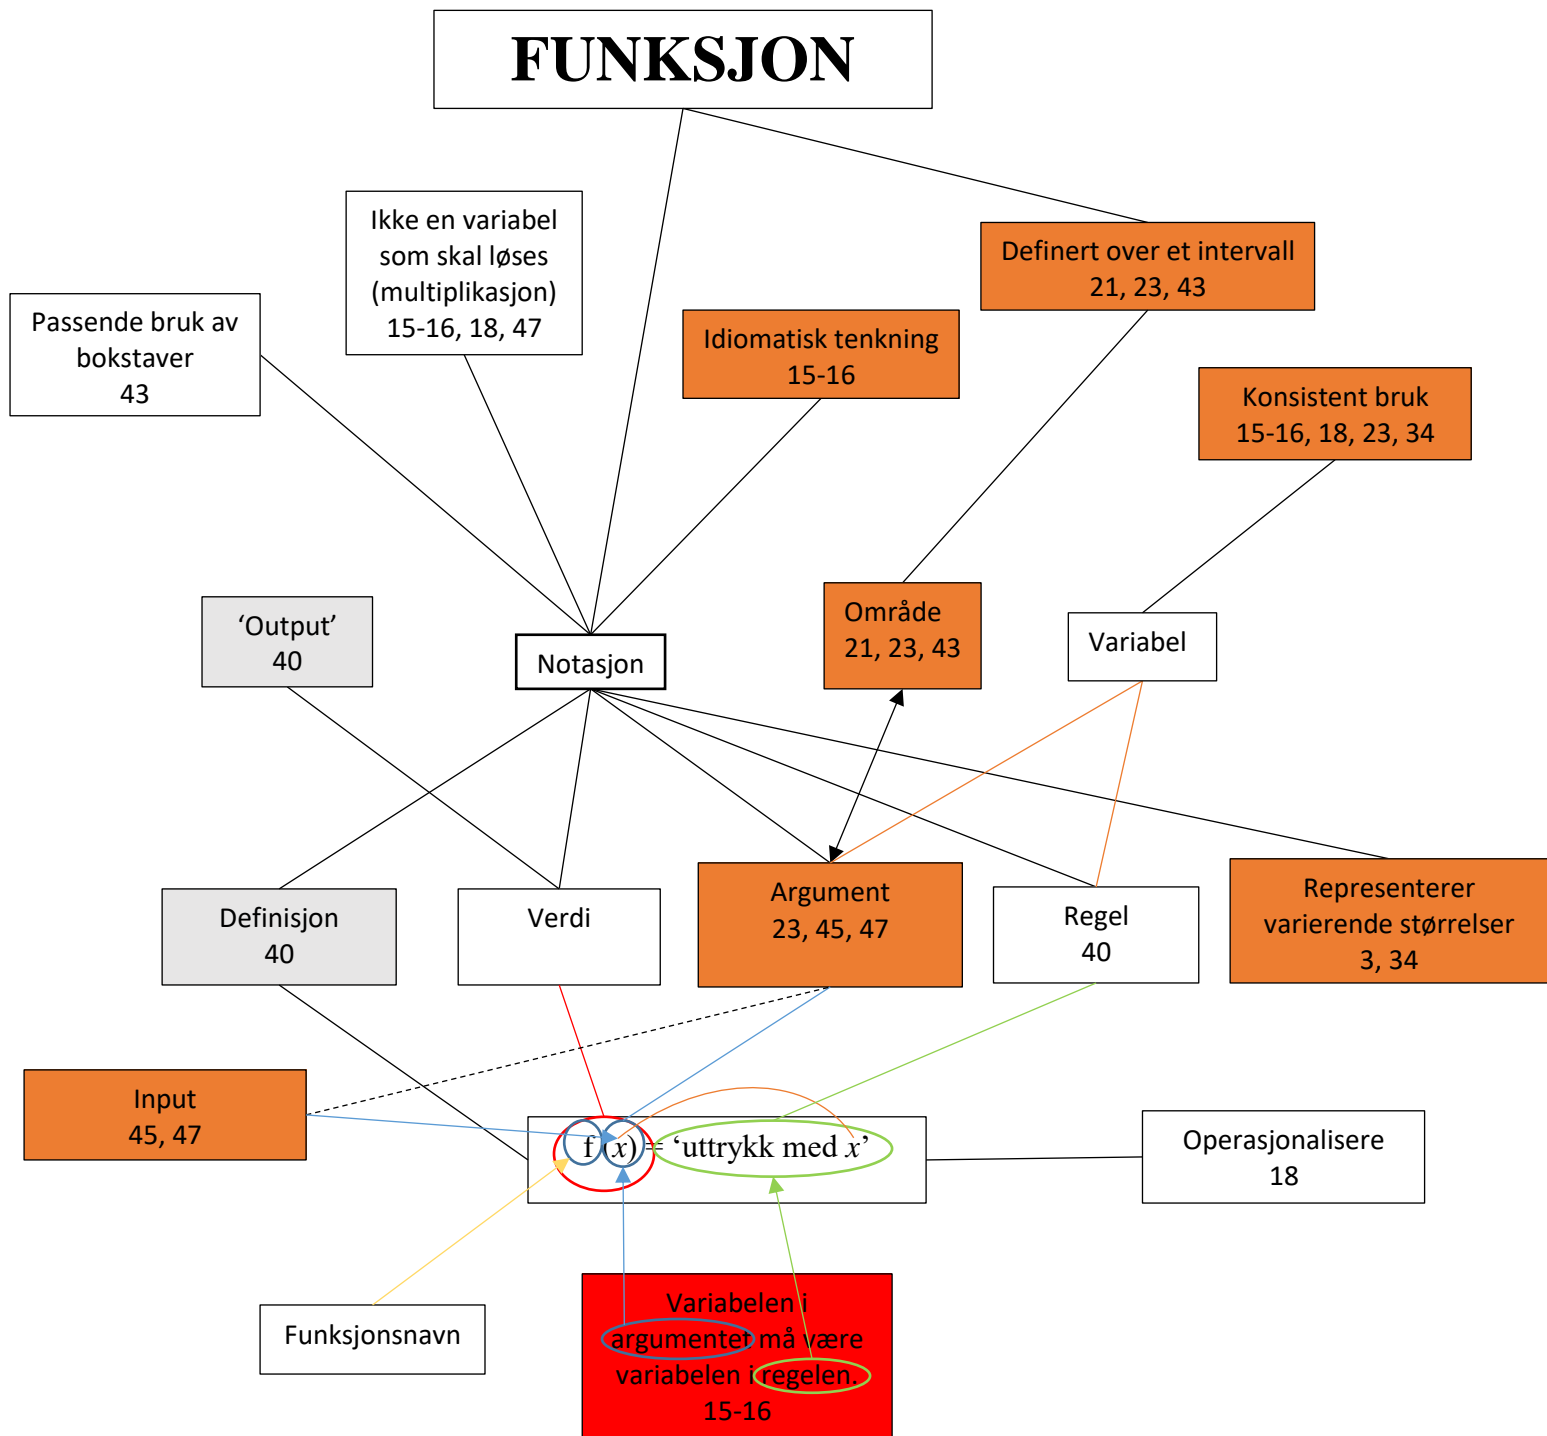 FUNKSJON
Ikke en variabel
som skal løses
(multiplikasjon)
15-16, 18, 47
Definert over et intervall
21, 23, 43
Passende bruk av
bokstaver
43
Idiomatisk tenkning
15-16
Konsistent bruk
15-16, 18, 23, 34
‘Output’
40
Notasjon
Område
21, 23, 43
Variabel
Definisjon
40
Verdi
Argument
23, 45, 47
Regel
40
Representerer
varierende størrelser
3, 34
Input
45, 47
f (x) = ‘uttrykk med x’
Operasjonalisere
18
Funksjonsnavn
Variabelen i
argumentet må være
variabelen i regelen.
15-16